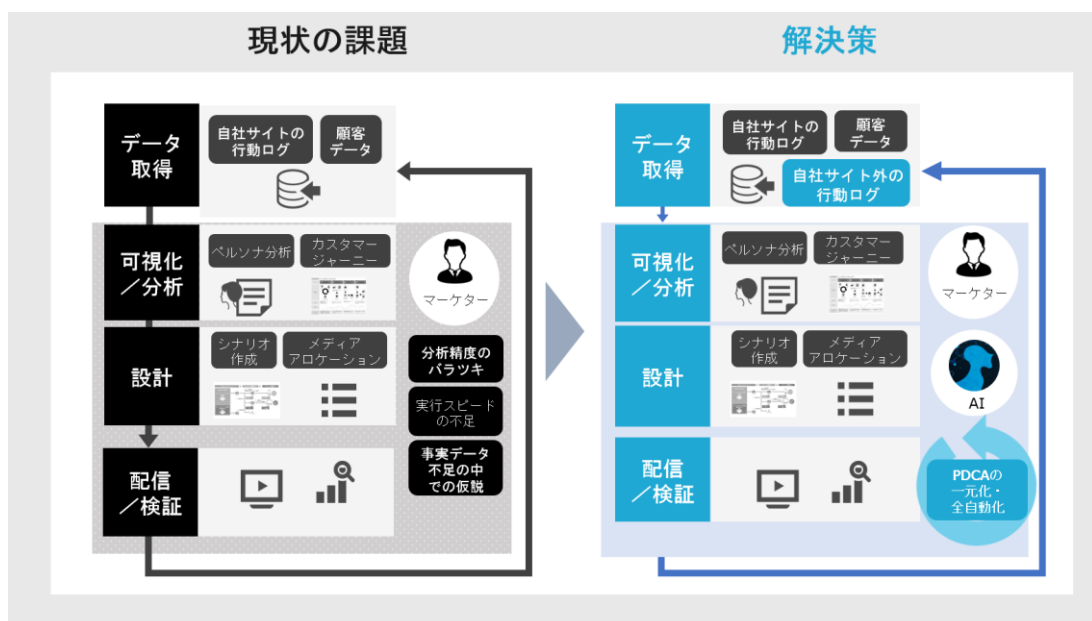 現状の課題
データ
取得
自社サイトの
行動ログ
顧客
データ
可視化
／分析
ペルソナ分析
カスタマー
ジャーニー
マーケター
設計
シナリオ
作成
メディア
アロケーション
分析精度の
バラツキ
実行スピード
の不足
事実データ
不足の中
での仮説
配信
／検証
解決策
データ
取得
自社サイトの
行動ログ
顧客
データ
自社サイト外の
行動ログ
可視化
／分析
ペルソナ分析
カスタマー
ジャーニー
マーケター
設計
シナリオ
作成
メディア
アロケーション
AI
配信
／検証
PDCAの
一元化・
全自動化